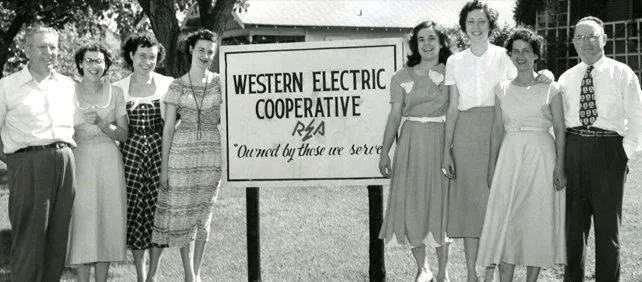 WESTERN ELECTRIC
COOPERATIVE
REA
"Owned by those we serve"